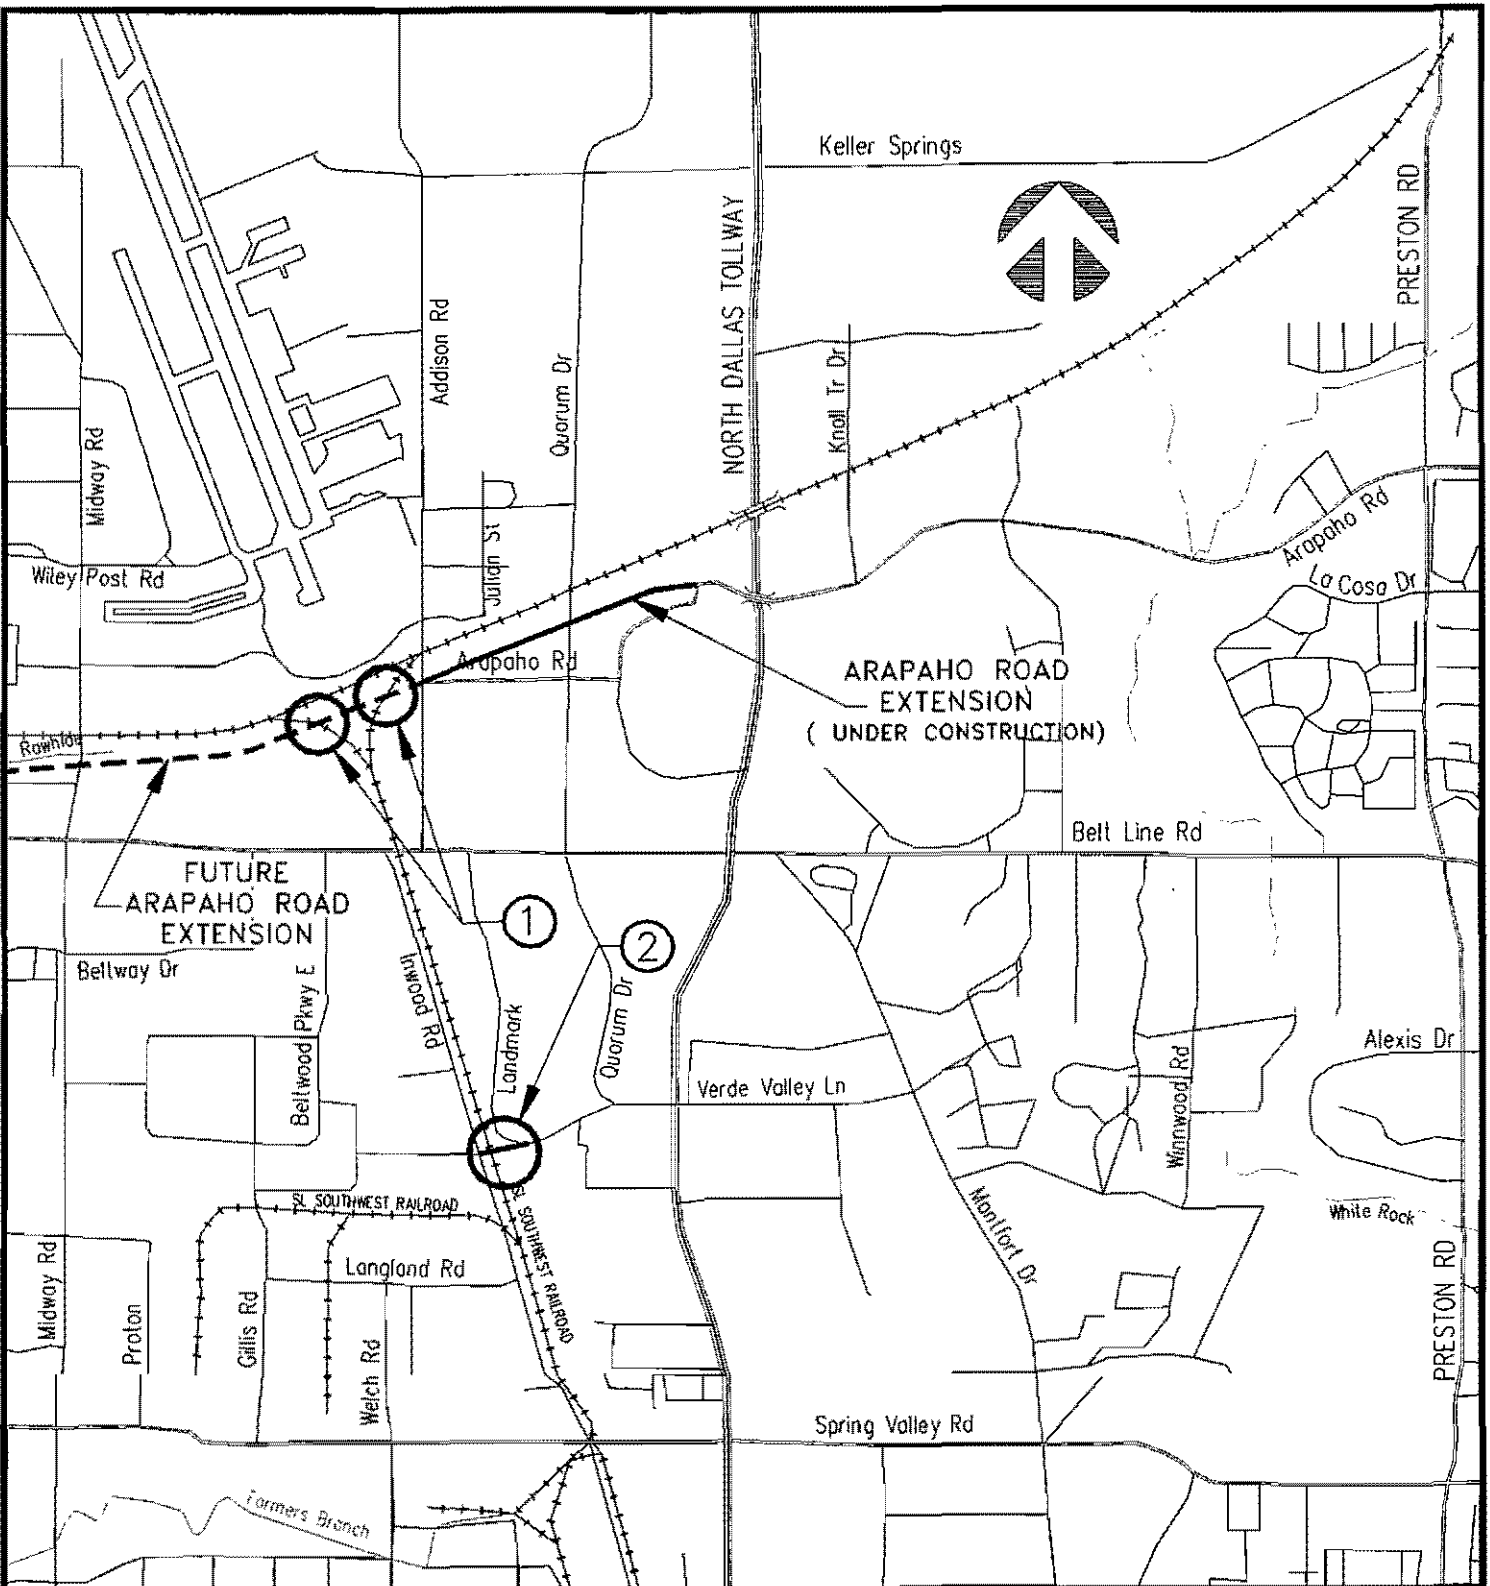 Keller Springs
PRESTON RD
NORTH DALLAS TOLLWAY
Addison Rd
Quorum Dr
Knoll Tr Dr
Midway Rd
Julian St
Arapaho Rd
La Cosa Dr
Wiley Post Rd
Arapaho Rd
ARAPAHO ROAD
EXTENSION
( UNDER CONSTRUCTION)
Rawhide
Belt Line Rd
FUTURE
ARAPAHO ROAD
EXTENSION
1
2
Beltway Dr
Beltwood Pkwy E
Inwood Rd
Landmark
Quorum Dr
Verde Valley Ln
Alexis Dr
Winnwood Rd
SL SOUTHWEST RAILROAD
SL SOUTHWEST RAILROAD
Montfort Dr
White Rock
Midway Rd
Proton
Gillis Rd
Langland Rd
Welch Rd
PRESTON RD
Spring Valley Rd
Farmers Branch